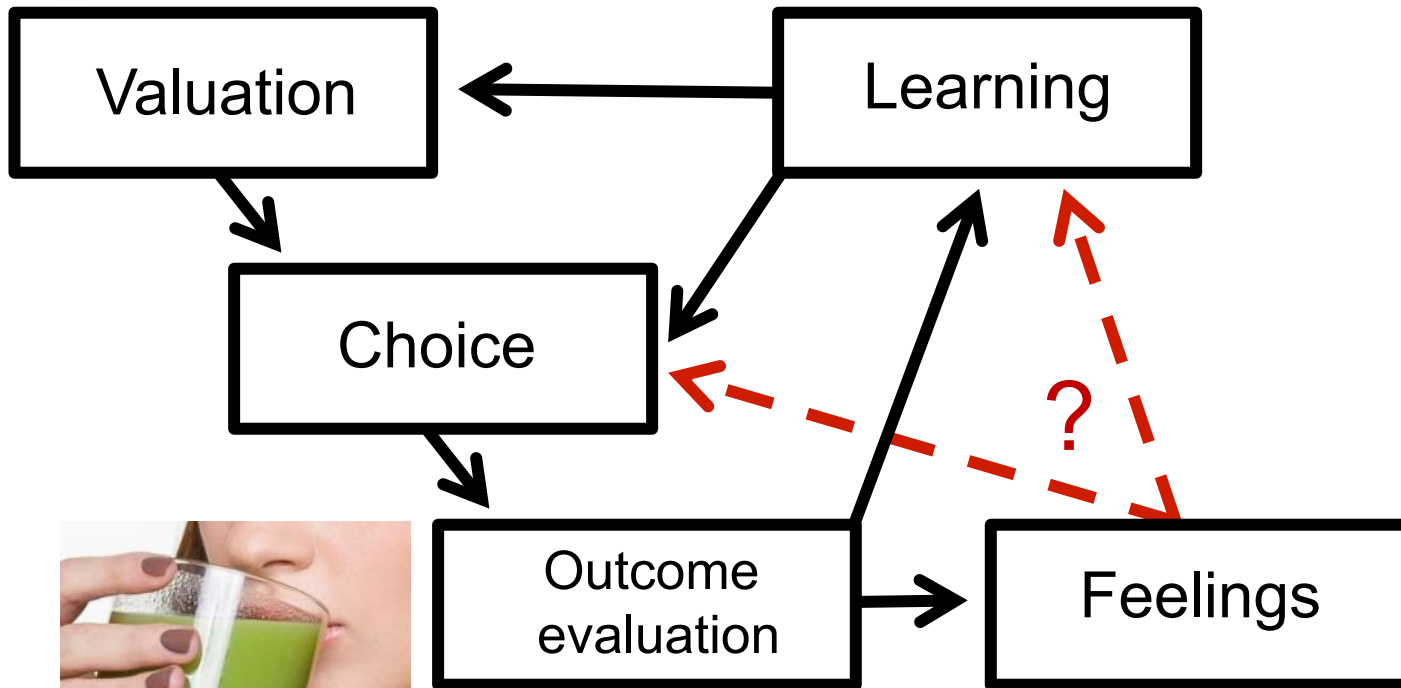 Valuation
Learning
Choice
?
Outcome
evaluation
Feelings